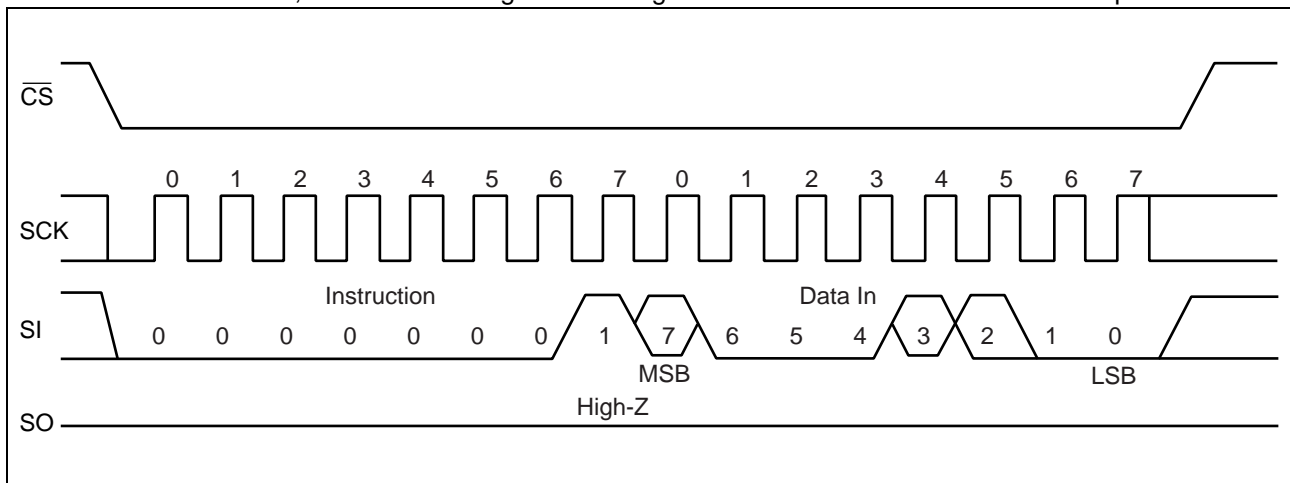 CS
0 1 2 3 4 5 6 7 0 1 2 3 4 5 6 7
SCK
Instruction Data In
SI 0 0 0 0 0 0 0 1 7 6 5 4 3 2 1 0
MSB LSB
High-Z
SO